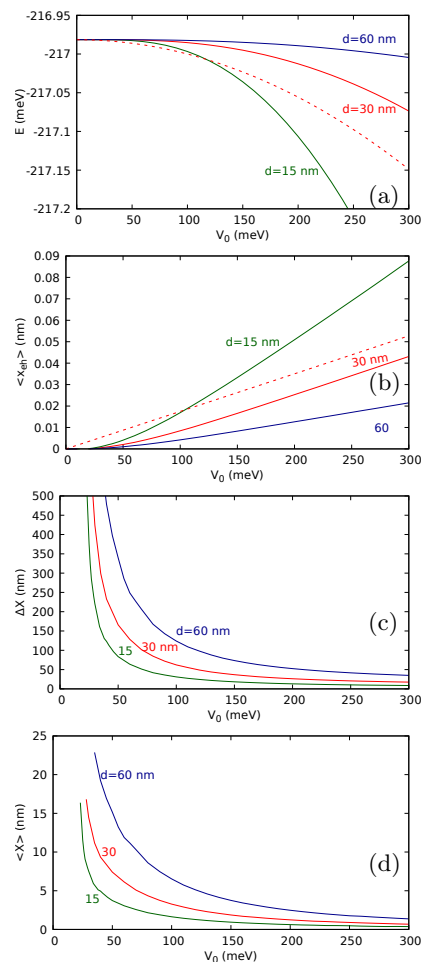 -216.95
-217
-217.05
-217.1
-217.15
-217.2
E (meV)
d=60 nm
d=30 nm
d=15 nm
(a)
0 50 100 150 200 250 300
V0 (meV)
0.09
0.08
0.07
0.06
0.05
0.04
0.03
0.02
0.01
0
<xeh> (nm)
d=15 nm
30 nm
(b)
60
0 50 100 150 200 250 300
V0 (meV)
500
450
400
350
300
250
200
150
100
50
0
ΔX (nm)
d=60 nm
30 nm
15
(c)
0 50 100 150 200 250 300
V0 (meV)
25
20
15
10
5
0
<X> (nm)
d=60 nm
30
15
(d)
0 50 100 150 200 250 300
V0 (meV)